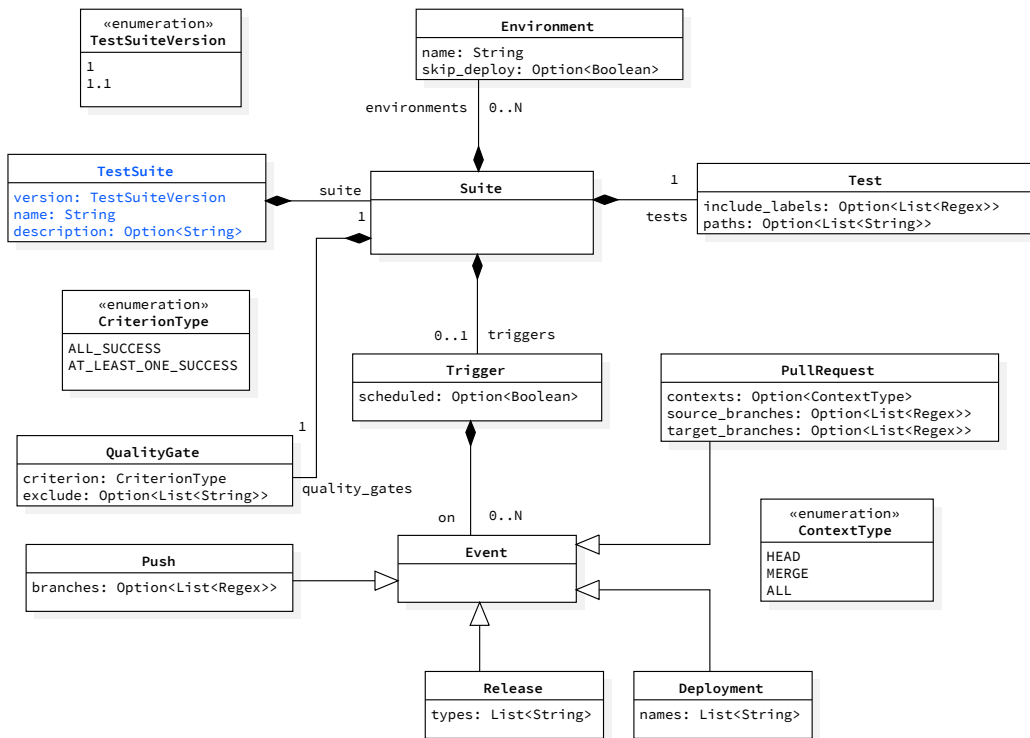 «enumeration»
TestSuiteVersion
1
1.1
Environment
name: String
skip_deploy: Option<Boolean>
environments
0..N
TestSuite
version: TestSuiteVersion
name: String
description: Option<String>
suite
1
Suite
1
tests
Test
include_labels: Option<List<Regex>>
paths: Option<List<String>>
«enumeration»
CriterionType
ALL_SUCCESS
AT_LEAST_ONE_SUCCESS
0..1
triggers
Trigger
scheduled: Option<Boolean>
PullRequest
contexts: Option<ContextType>
source_branches: Option<List<Regex>>
target_branches: Option<List<Regex>>
1
quality_gates
QualityGate
criterion: CriterionType
exclude: Option<List<String>>
on
0..N
«enumeration»
ContextType
HEAD
MERGE
ALL
Push
branches: Option<List<Regex>>
Event
Release
types: List<String>
Deployment
names: List<String>